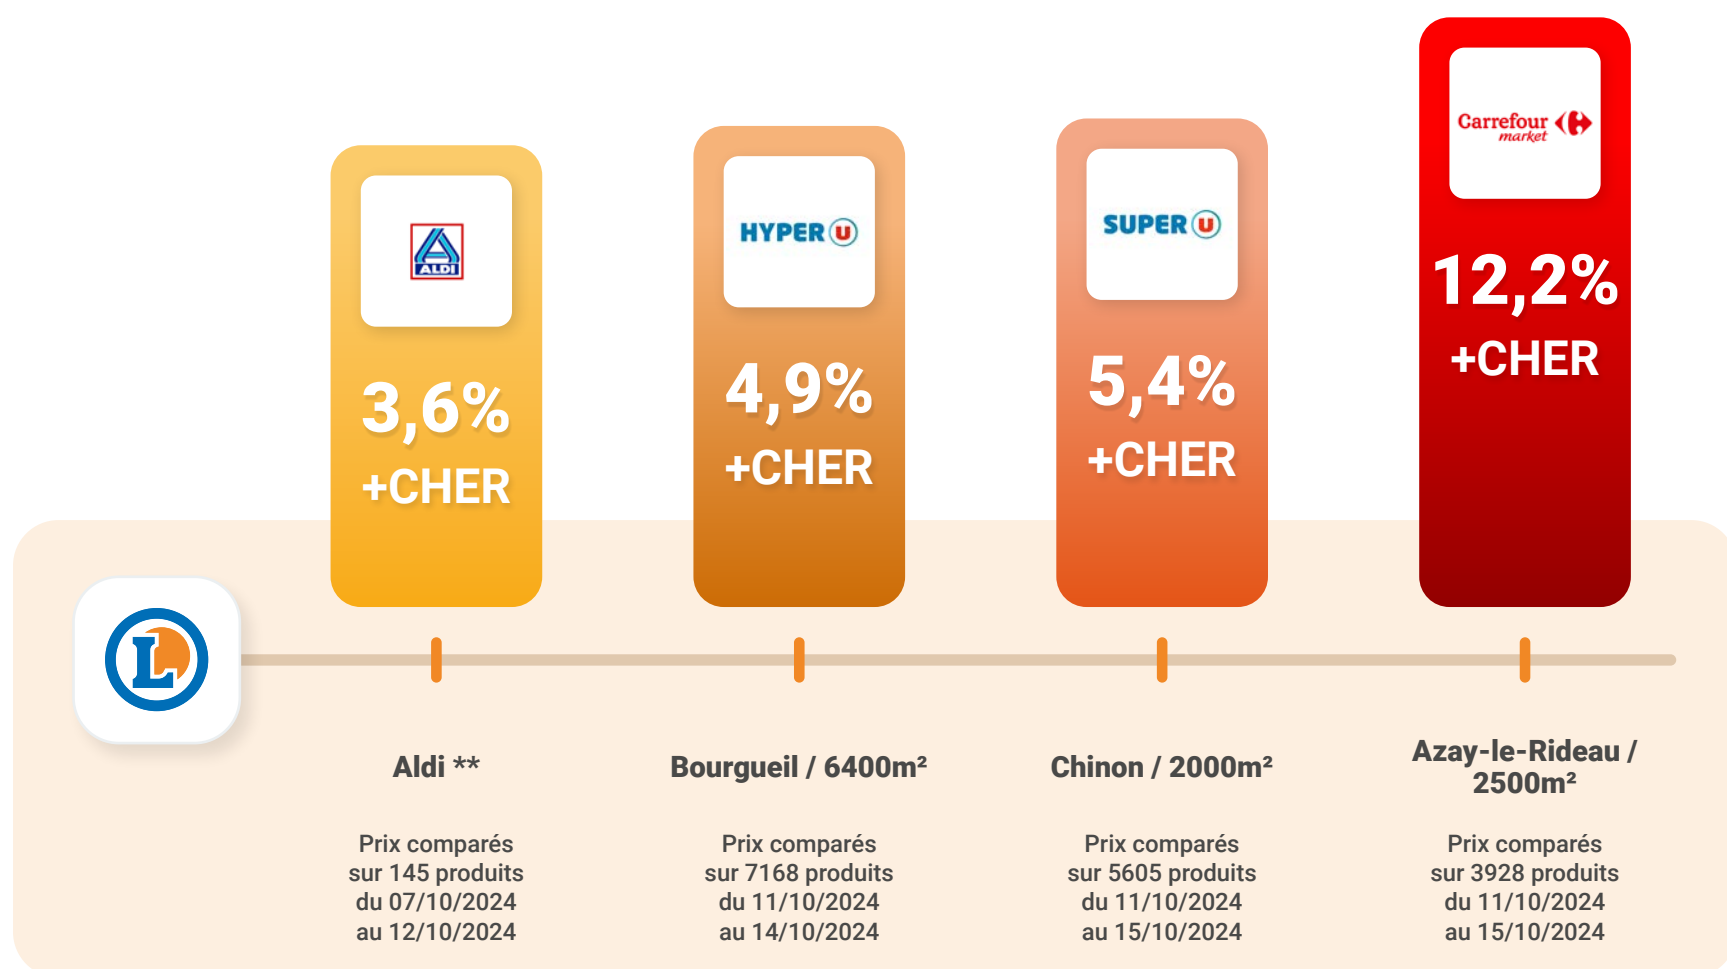 ALDI
3,6%
+CHER
HYPER U
4,9%
+CHER
SUPER U
5,4%
+CHER
Carrefour
market
12,2%
+CHER
L
Aldi **
Prix comparés
sur 145 produits
du 07/10/2024
au 12/10/2024
Bourgueil / 6400m²
Prix comparés
sur 7168 produits
du 11/10/2024
au 14/10/2024
Chinon / 2000m²
Prix comparés
sur 5605 produits
du 11/10/2024
au 15/10/2024
Azay-le-Rideau /
2500m²
Prix comparés
sur 3928 produits
du 11/10/2024
au 15/10/2024